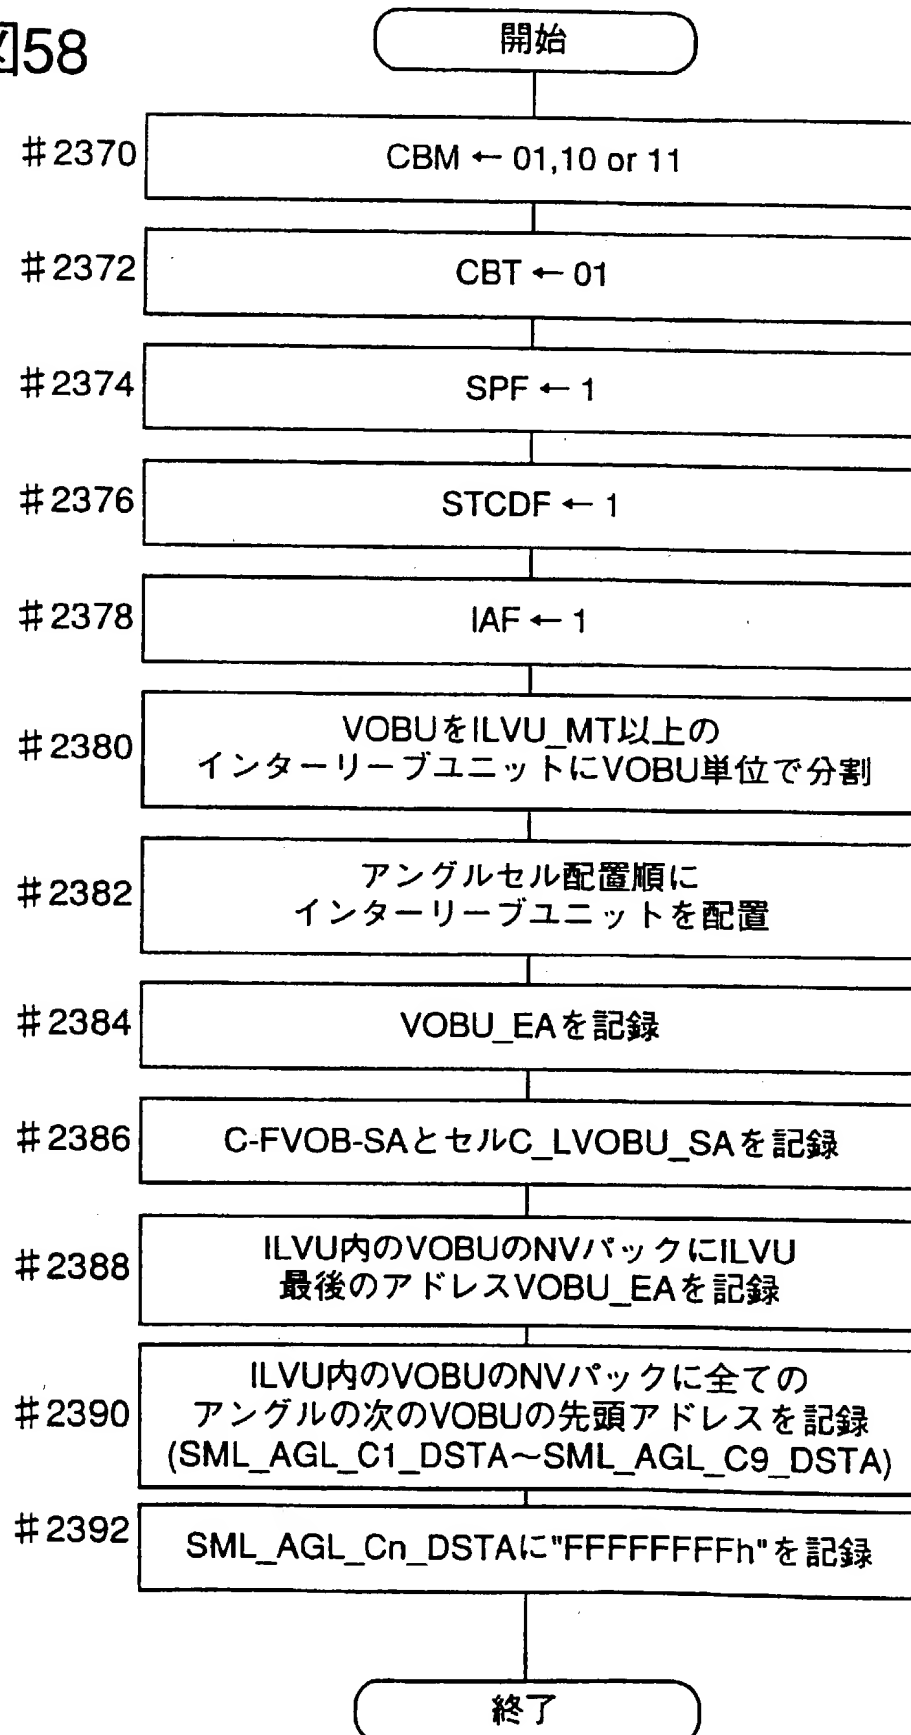 図58
開始
#2370
CBM ← 01,10 or 11
#2372
CBT ← 01
#2374
SPF ← 1
#2376
STCDF ← 1
#2378
IAF ← 1
#2380
VOBUをILVU_MT以上の
インターリーブユニットにVOBU単位で分割
#2382
アングルセル配置順に
インターリーブユニットを配置
#2384
VOBU_EAを記録
#2386
C-FVOB-SAとセルC_LVOBU_SAを記録
#2388
ILVU内のVOBUのNVパックにILVU
最後のアドレスVOBU_EAを記録
#2390
ILVU内のVOBUのNVパックに全ての
アングルの次のVOBUの先頭アドレスを記録
(SML_AGL_C1_DSTA~SML_AGL_C9_DSTA)
#2392
SML_AGL_Cn_DSTAに"FFFFFFFFh"を記録
終了